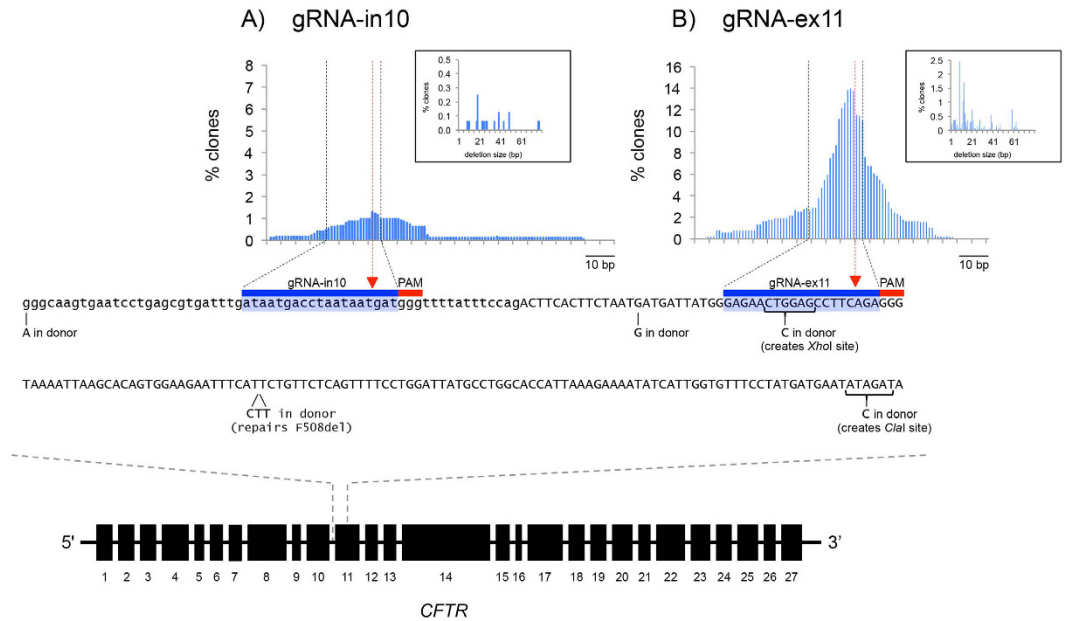 A) gRNA-in10
B) gRNA-ex11
% clones
8
7
6
5
4
3
2
1
0
% clones
0.5
0.4
0.3
0.2
0.1
0.0
1 21 41 61
deletion size (bp)
10 bp
% clones
16
14
12
10
8
6
4
2
0
% clones
2.5
2.0
1.5
1.0
0.5
0.0
1 21 41 61
deletion size (bp)
10 bp
gRNA-in10 PAM gRNA-ex11 PAM
gggcaagtgaatcctgagcgtgatttgataatgacctaataatgatgggttttatttccagACTTCACTTCTAATGATGATTATGGGAGAACTGGAGCCTTCAGAGGG
A in donor
G in donor
C in donor
(creates XhoI site)
TAAAATTAAGCACAGTGGAAGAATTTCATTCTGTTCTCAGTTTTCCTGGATTATGCCTGGCACCATTAAAGAAAATATCATTGGTGTTTCCTATGATGAATATAGATA
CTT in donor
(repairs F508del)
C in donor
(creates ClaI site)
5' 3’
1 2 3 4 5 6 7 8 9 10 11 12 13 14 15 16 17 18 19 20 21 22 23 24 25 26 27
CFTR